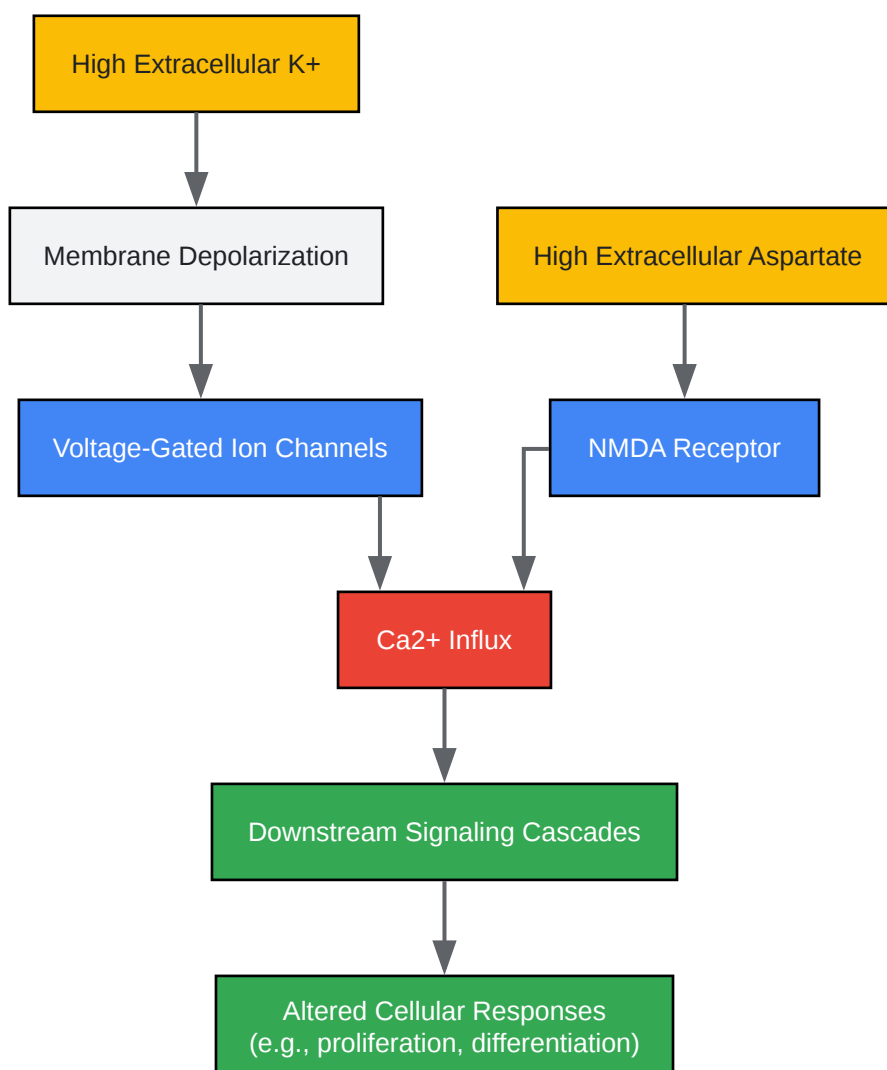 High Extracellular K+
Membrane Depolarization
High Extracellular Aspartate
Voltage-Gated Ion Channels
NMDA Receptor
Ca2+ Influx
Downstream Signaling Cascades
Altered Cellular Responses
(e.g., proliferation, differentiation)